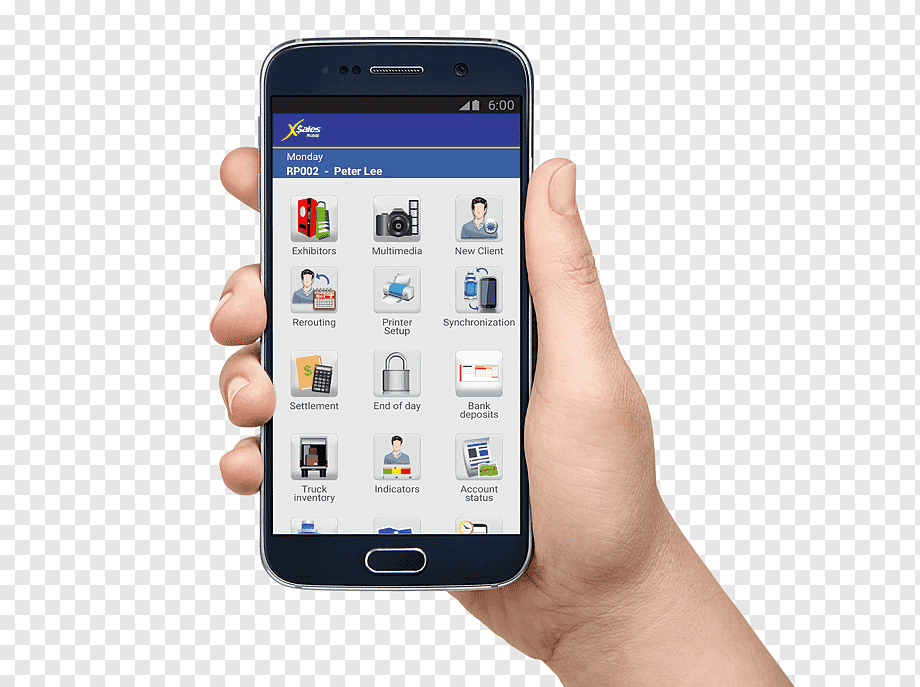 6:00
XSales
Mobile
Monday
RP002 - Peter Lee
Exhibitors
Multimedia
New Client
Rerouting
Printer
Setup
Synchronization
Settlement
End of day
Bank
deposits
Truck
inventory
Indicators
Account
status